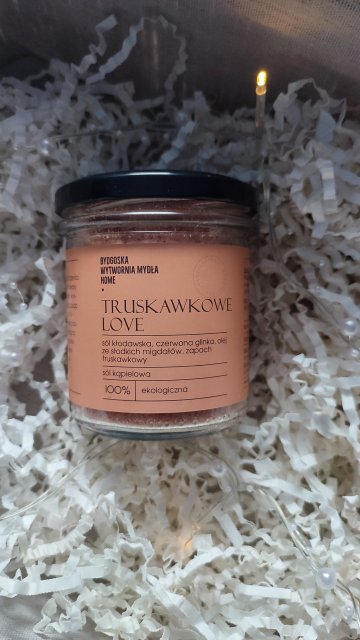 BYDGOSKA
WYTWÓRNIA MYDŁA
HOME
TRUSKAWKOWE
LOVE
sól kłodawska, czerwona glinka, olej
ze słodkich migdałów, zapach
truskawkowy
sól kąpielowa
100% ekologiczna